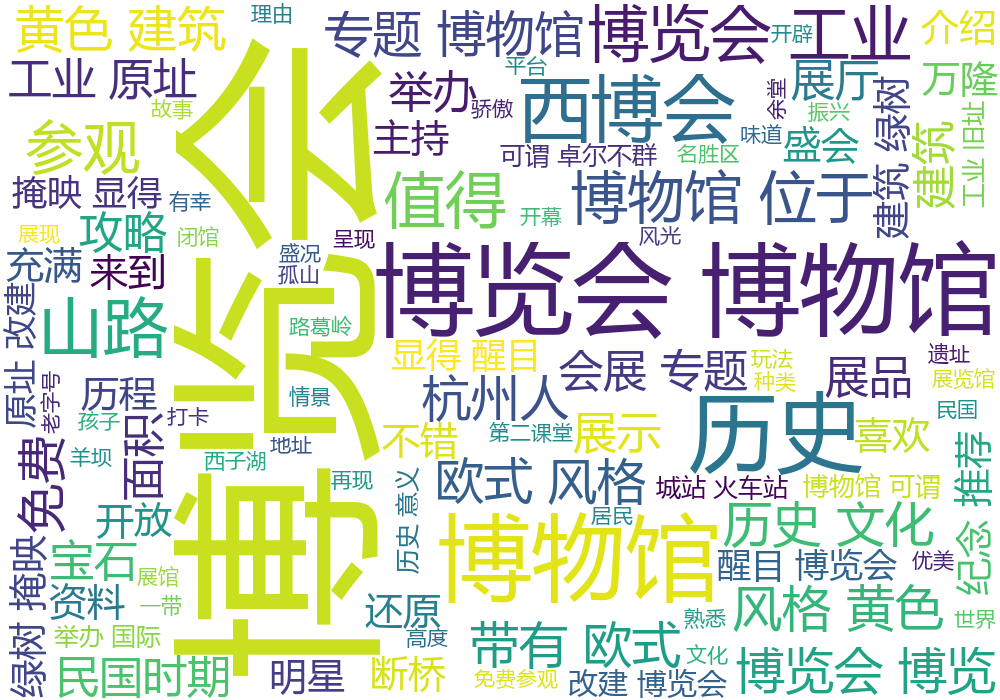 黄色 建筑
理由
专题 博物馆
博览会 工业
开辟
介绍
工业 原址
平台
举办
骄傲
西博会
余堂
展厅
万隆
故事
参观
主持
可谓 卓尔不群
名胜区
味道
振兴
盛会
建筑 绿树
建筑
工业 旧址
掩映 显得
有幸
值得
开幕
博物馆 位于
风光
展现
攻略
闭馆
呈现
盛况
孤山
充满
来到
博览会
博览会 博物馆
山路
路葛岭
原址 改建
显得 醒目
会展 专题
玩法
种类
展品
遗址
展览馆
老字号
历程
打卡
情景
杭州人
历史
民国
孩子
羊坝
免费
面积
地址
西子湖
不错
第二课堂
展示
喜欢
推荐
再现
历史 意义
欧式 风格
城站 火车站
博物馆 可谓
开放
博物馆
居民
历史 文化
绿树 掩映
宝石
展馆
醒目 博览会
优美
纪念
资料
一带
还原
熟悉
风格 黄色
世界
举办 国际
高度
带有 欧式
文化
民国时期
明星
断桥
免费参观
改建 博览会
博览会 博览